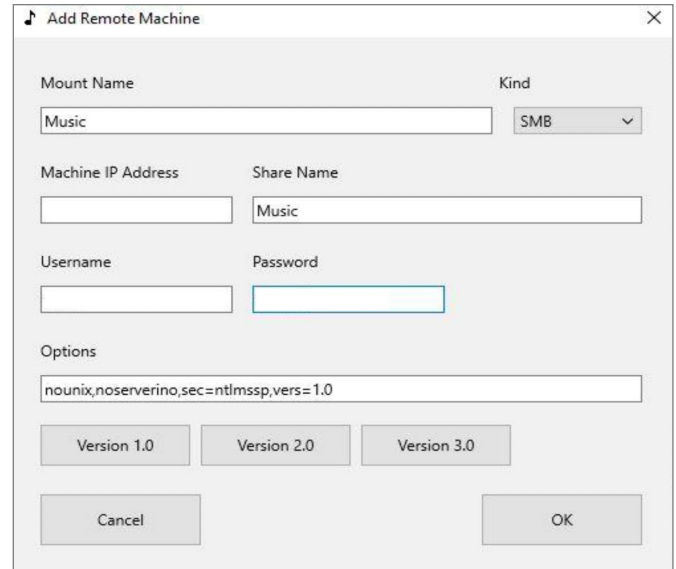 Add Remote Machine
Mount Name Kind
Music SMB
Machine IP Address Share Name
Music
Username Password
Options
nounix,noserverino,sec=ntlmssp,vers=1.0
Version 1.0 Version 2.0 Version 3.0
Cancel OK